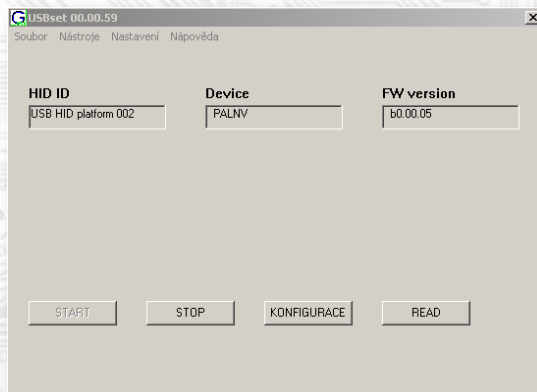 USBset 00.00.59
Soubor Nástroje Nastavení Nápověda
HID ID Device FW version
USB HID platform 002 PALNV b0.00.05
START STOP KONFIGURACE READ